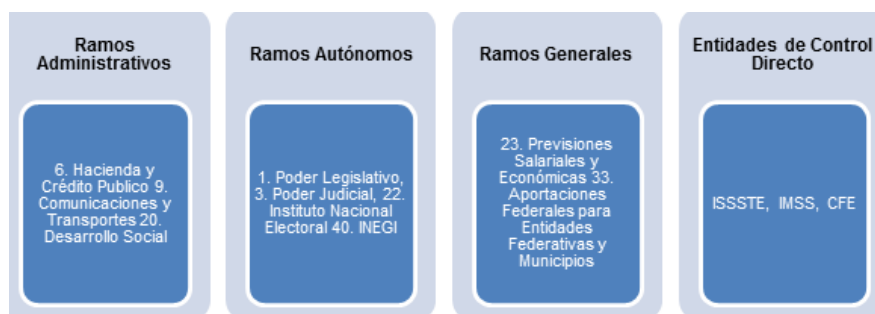 Ramos
Administrativos
6. Hacienda y
Crédito Publico 9.
Comunicaciones y
Transportes 20.
Desarrollo Social
Ramos Autónomos
1. Poder Legislativo,
3. Poder Judicial, 22.
Instituto Nacional
Electoral 40. INEGI
Ramos Generales
23. Previsiones
Salariales y
Económicas 33.
Aportaciones
Federales para
Entidades
Federativas y
Municipios
Entidades de Control
Directo
ISSSTE, IMSS, CFE